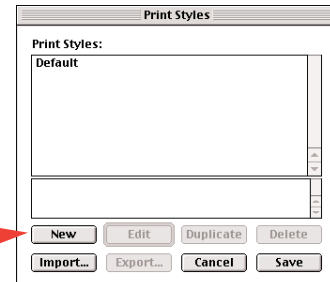 Print Styles
Print Styles:
Default
New Edit Duplicate Delete
Import... Export... Cancel Save